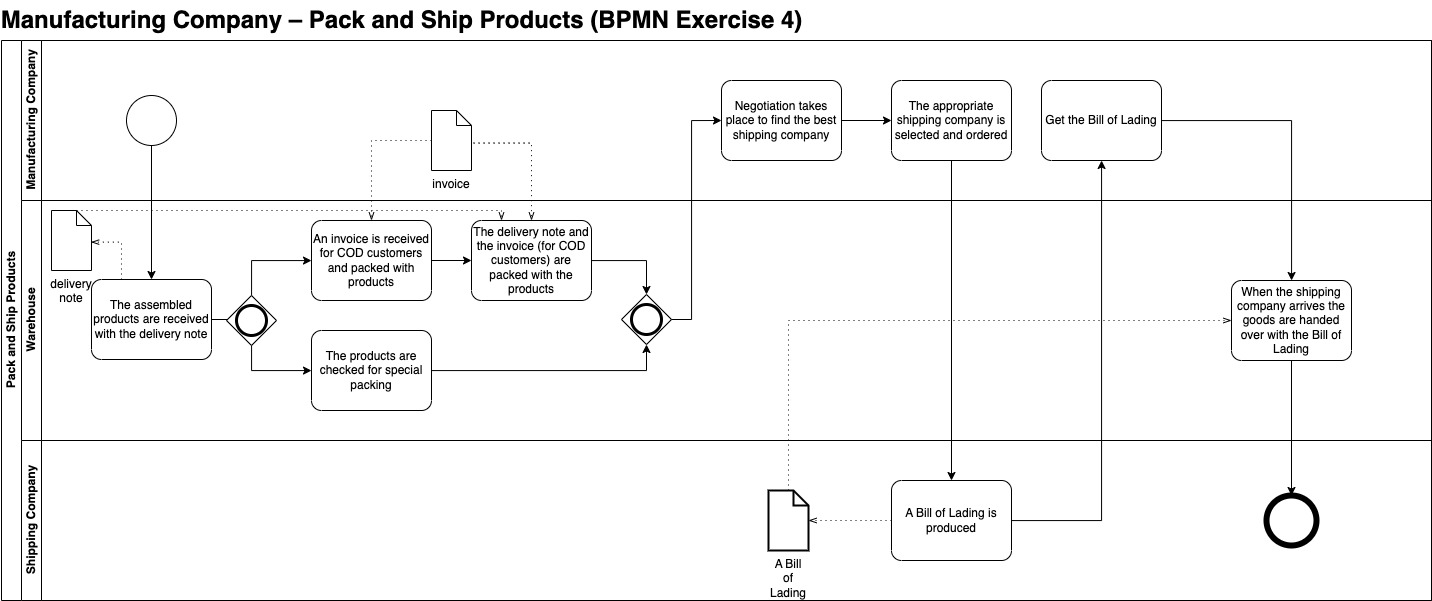 Manufacturing Company – Pack and Ship Products (BPMN Exercise 4)
Pack and Ship Products
Manufacturing Company
invoice
Negotiation takes
place to find the best
shipping company
The appropriate
shipping company is
selected and ordered
Get the Bill of Lading
Warehouse
delivery
note
The assembled
products are received
with the delivery note
An invoice is received
for COD customers
and packed with
products
The delivery note and
the invoice (for COD
customers) are
packed with the
products
The products are
checked for special
packing
When the shipping
company arrives the
goods are handed
over with the Bill of
Lading
Shipping Company
A Bill
of
Lading
A Bill of Lading is
produced